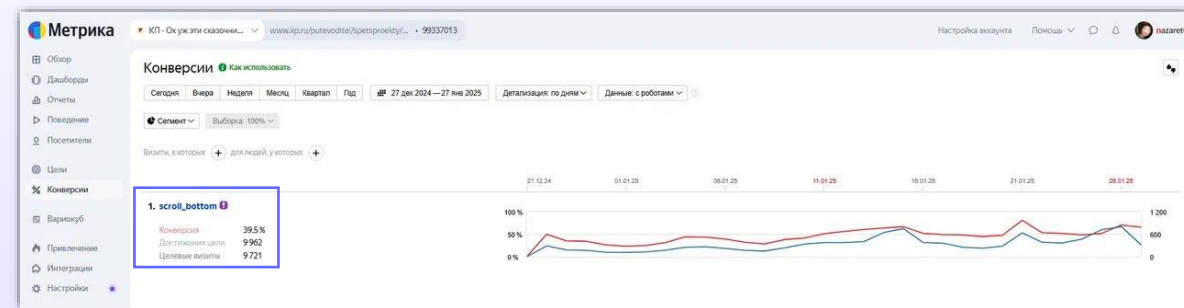 Метрика
КП - Ох уж эти сказочни... www.kp.ru/putevoditel/spetsproekty/... • 99337013
Настройка аккаунта Помощь nazaret
Обзор
Дашборды
Отчеты
Поведение
Посетители
Цели
Конверсии
Вариокуб
Привлечение
Интеграции
Настройки
Конверсии Как использовать
Сегодня Вчера Неделя Месяц Квартал Год 27 дек 2024 — 27 янв 2025 Детализация: по дням Данные: с роботами
Сегмент Выборка: 100%
Визиты, в которых + для людей, у которых +
27.12.24 01.01.25 06.01.25 11.01.25 16.01.25 21.01.25 26.01.25
1. scroll_bottom
Конверсия 39.5 %
Достижения цели 9 962
Целевые визиты 9 721
100 % 1 200
50 % 600
0 % 0